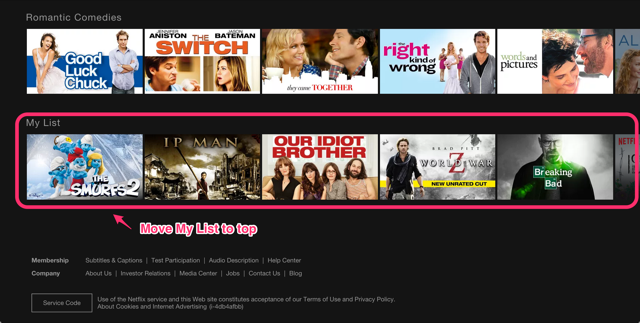 Romantic Comedies
Good
Luck
Chuck
JENNIFER ANISTON JASON BATEMAN
THE
SWITCH
they came TOGETHER
the
right
kind of
wrong
words and
pictures
AL
My List
THE
SMURFS 2
IP MAN
OUR IDIOT
BROTHER
BRAD PITT
WORLD WAR
Z
NEW UNRATED CUT
Breaking
Bad
NETFLIX
Move My List to top
Membership Subtitles & Captions | Test Participation | Audio Description | Help Center
Company About Us | Investor Relations | Media Center | Jobs | Contact Us | Blog
Service Code
Use of the Netflix service and this Web site constitutes acceptance of our Terms of Use and Privacy Policy.
About Cookies and Internet Advertising (i-4db4afbb)